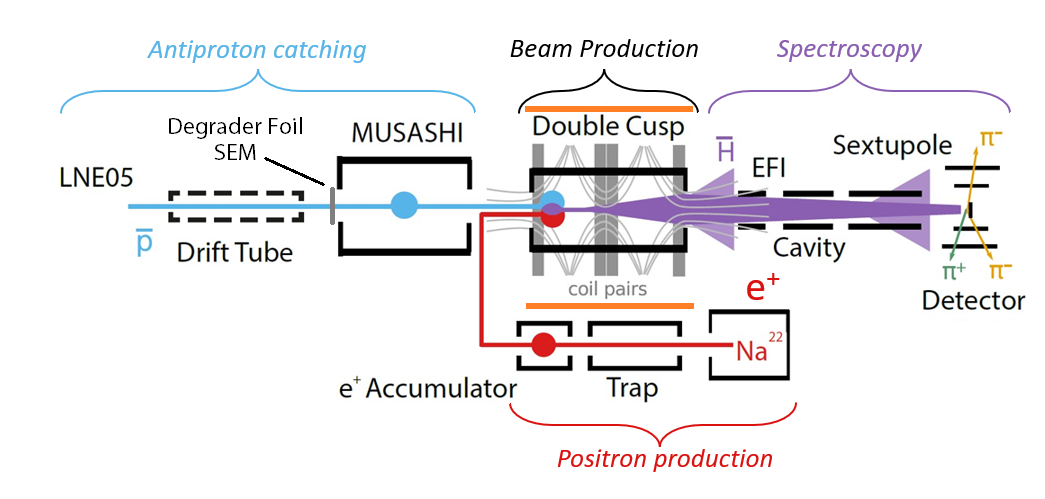 Antiproton catching
Beam Production
Spectroscopy
Degrader Foil
SEM
MUSASHI
Double Cusp
H̅
EFI
Sextupole
π⁻
LNE05
p̅
Drift Tube
Cavity
π⁺
π⁻
Detector
coil pairs
e⁺
Na²²
e⁺ Accumulator
Trap
Positron production